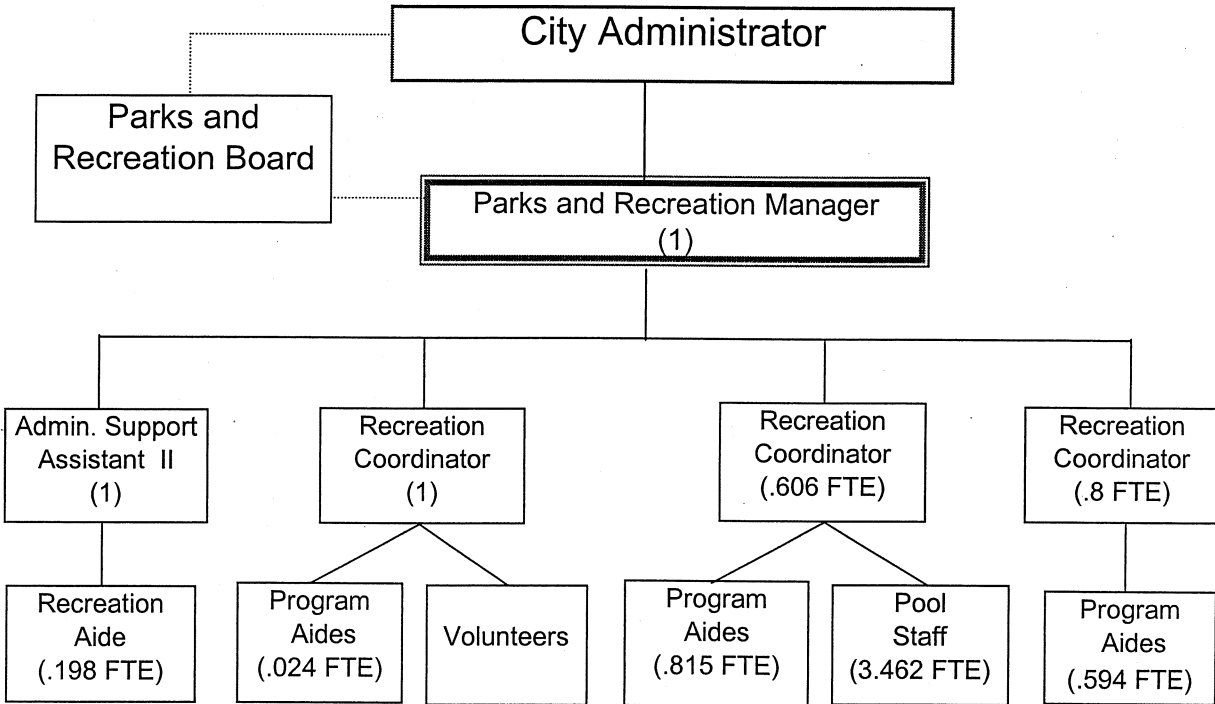 City Administrator
Parks and
Recreation Board
Parks and Recreation Manager
(1)
Admin. Support
Assistant II
(1)
Recreation
Coordinator
(1)
Recreation
Coordinator
(.606 FTE)
Recreation
Coordinator
(.8 FTE)
Recreation
Aide
(.198 FTE)
Program
Aides
(.024 FTE)
Volunteers
Program
Aides
(.815 FTE)
Pool
Staff
(3.462 FTE)
Program
Aides
(.594 FTE)